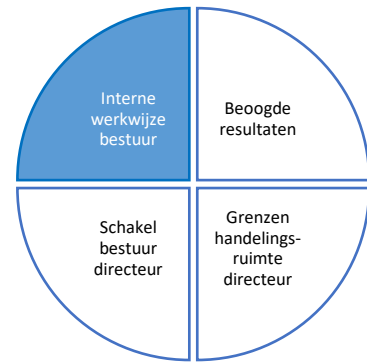 Interne
werkwijze
bestuur
Beoogde
resultaten
Schakel
bestuur
directeur
Grenzen
handelings-
ruimte
directeur